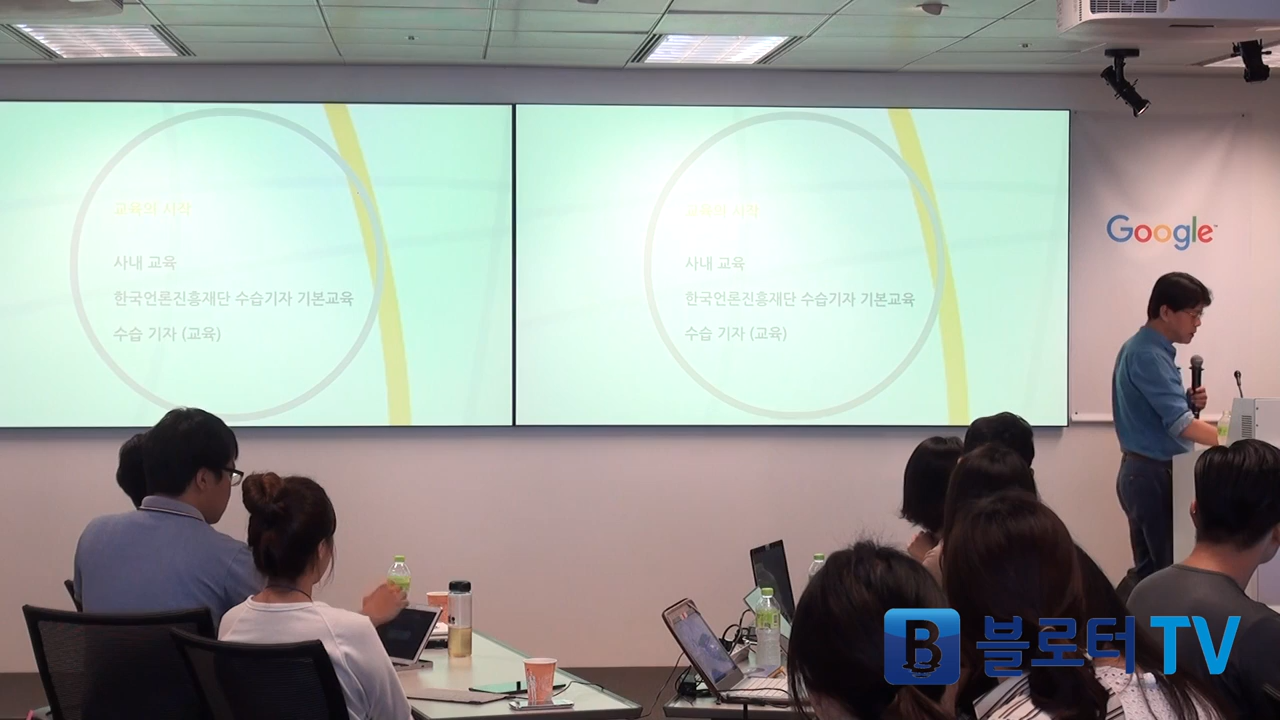 교육의 시작
사내 교육
한국언론진흥재단 수습기자 기본교육
수습 기자 (교육)
교육의 시작
사내 교육
한국언론진흥재단 수습기자 기본교육
수습 기자 (교육)
Google
B 블로터 TV